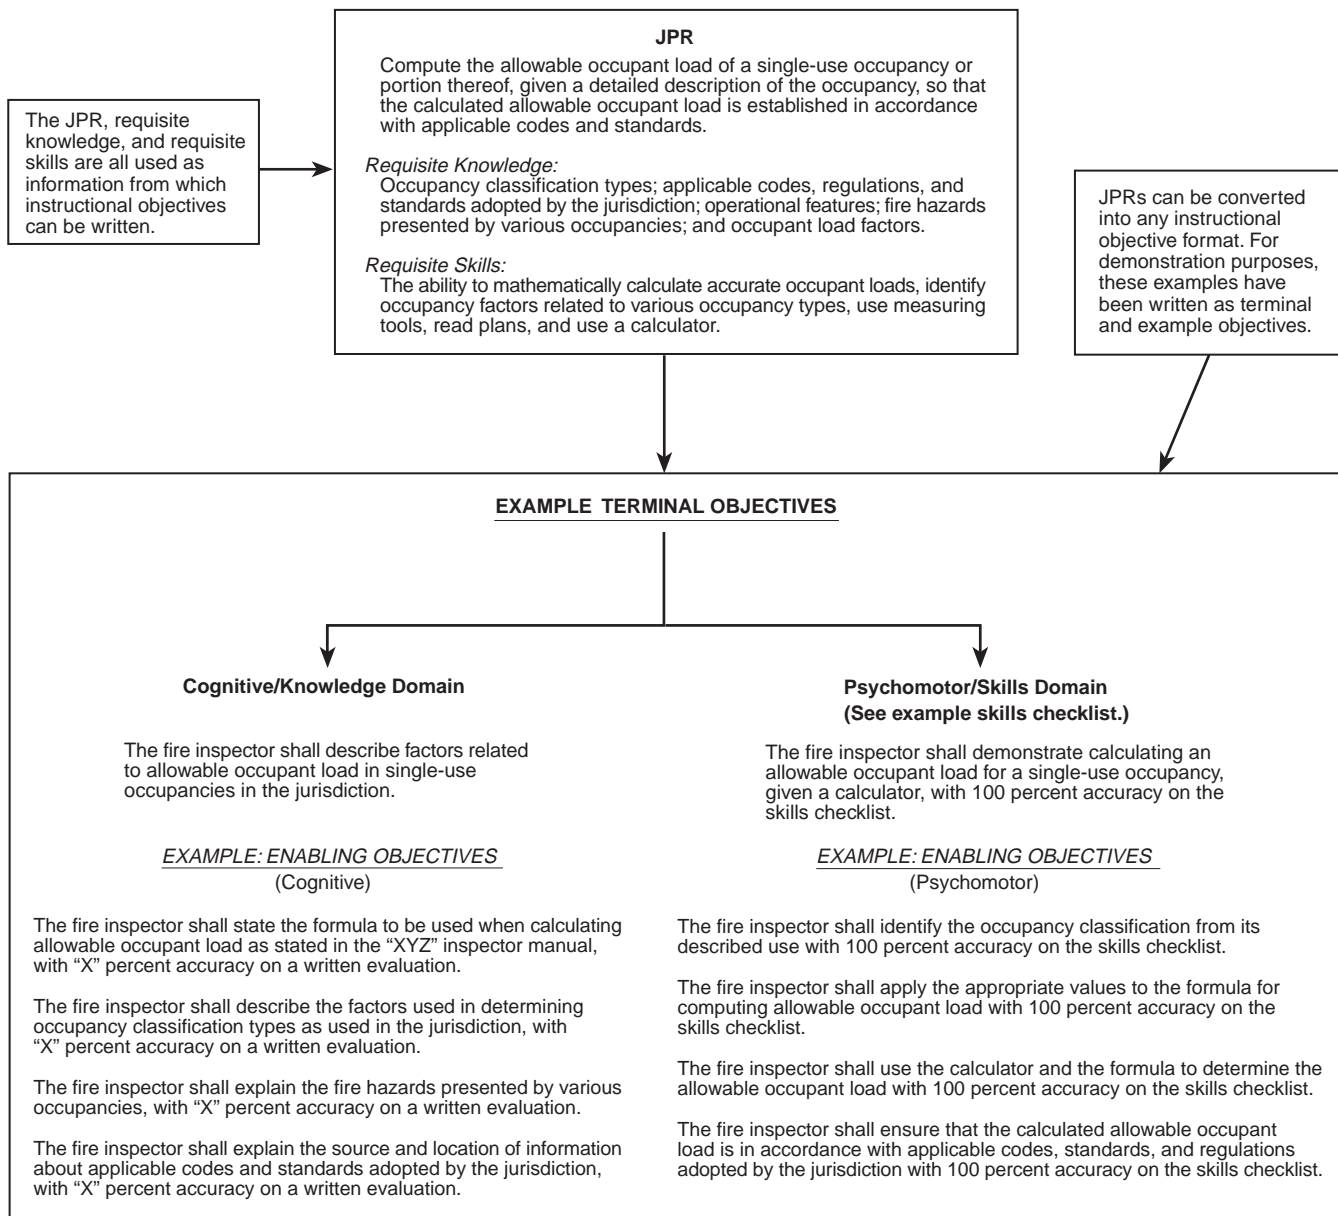 JPR
Compute the allowable occupant load of a single-use occupancy or
portion thereof, given a detailed description of the occupancy, so that
the calculated allowable occupant load is established in accordance
with applicable codes and standards.
Requisite Knowledge:
Occupancy classification types; applicable codes, regulations, and
standards adopted by the jurisdiction; operational features; fire hazards
presented by various occupancies; and occupant load factors.
Requisite Skills:
The ability to mathematically calculate accurate occupant loads, identify
occupancy factors related to various occupancy types, use measuring
tools, read plans, and use a calculator.
The JPR, requisite
knowledge, and requisite
skills are all used as
information from which
instructional objectives
can be written.
JPRs can be converted
into any instructional
objective format. For
demonstration purposes,
these examples have
been written as terminal
and example objectives.
EXAMPLE TERMINAL OBJECTIVES
Cognitive/Knowledge Domain
The fire inspector shall describe factors related
to allowable occupant load in single-use
occupancies in the jurisdiction.
EXAMPLE: ENABLING OBJECTIVES
(Cognitive)
The fire inspector shall state the formula to be used when calculating
allowable occupant load as stated in the “XYZ” inspector manual,
with “X” percent accuracy on a written evaluation.
The fire inspector shall describe the factors used in determining
occupancy classification types as used in the jurisdiction, with
“X” percent accuracy on a written evaluation.
The fire inspector shall explain the fire hazards presented by various
occupancies, with “X” percent accuracy on a written evaluation.
The fire inspector shall explain the source and location of information
about applicable codes and standards adopted by the jurisdiction,
with “X” percent accuracy on a written evaluation.
Psychomotor/Skills Domain
(See example skills checklist.)
The fire inspector shall demonstrate calculating an
allowable occupant load for a single-use occupancy,
given a calculator, with 100 percent accuracy on the
skills checklist.
EXAMPLE: ENABLING OBJECTIVES
(Psychomotor)
The fire inspector shall identify the occupancy classification from its
described use with 100 percent accuracy on the skills checklist.
The fire inspector shall apply the appropriate values to the formula for
computing allowable occupant load with 100 percent accuracy on the
skills checklist.
The fire inspector shall use the calculator and the formula to determine the
allowable occupant load with 100 percent accuracy on the skills checklist.
The fire inspector shall ensure that the calculated allowable occupant
load is in accordance with applicable codes, standards, and regulations
adopted by the jurisdiction with 100 percent accuracy on the skills checklist.